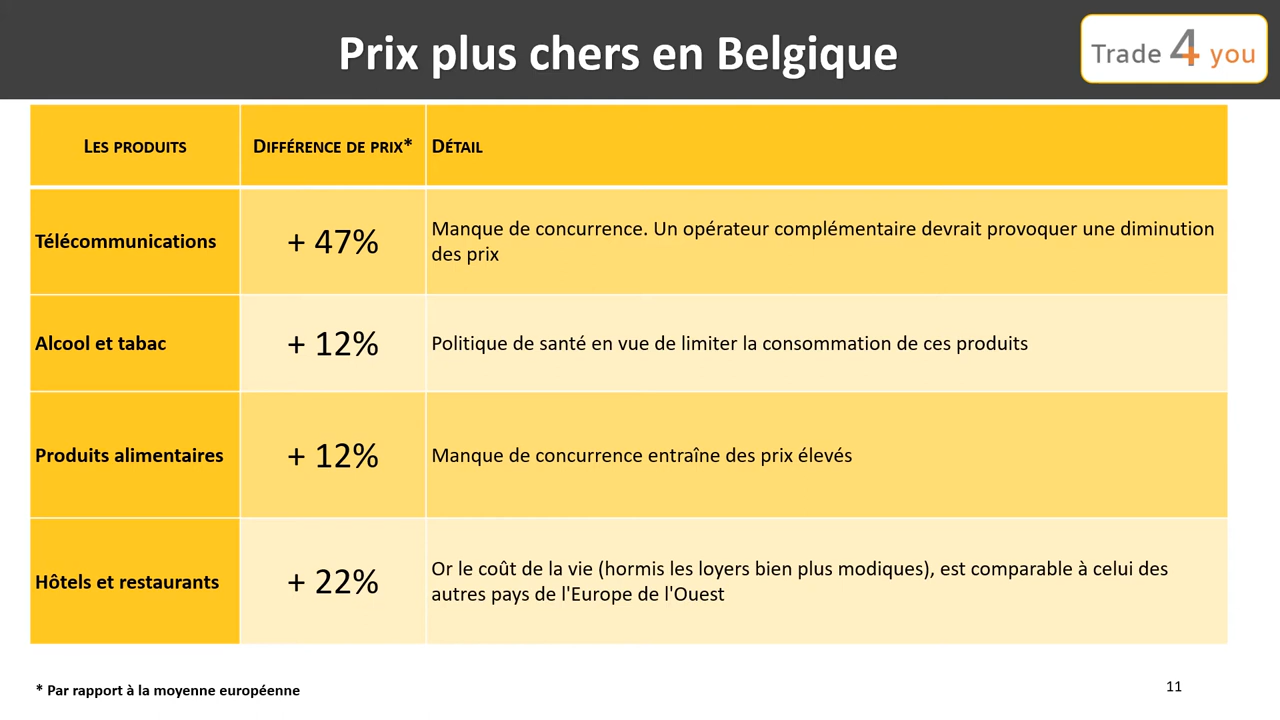 Prix plus chers en Belgique
Trade 4 you
LES PRODUITS
DIFFÉRENCE DE PRIX*
DÉTAIL
Télécommunications
+ 47%
Manque de concurrence. Un opérateur complémentaire devrait provoquer une diminution
des prix
Alcool et tabac
+ 12%
Politique de santé en vue de limiter la consommation de ces produits
Produits alimentaires
+ 12%
Manque de concurrence entraîne des prix élevés
Hôtels et restaurants
+ 22%
Or le coût de la vie (hormis les loyers bien plus modiques), est comparable à celui des
autres pays de l'Europe de l'Ouest
* Par rapport à la moyenne européenne
11